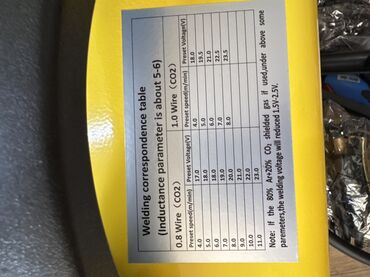 Welding correspondence table
(Inductance parameter is about 5-6)
0.8 Wire（CO2） 1.0 Wire（CO2）
Preset speed(m/min) Preset Voltage(V) Preset speed(m/min) Preset Voltage(V)
4.0 17.0 4.0 18.0
5.0 18.0 5.0 19.5
6.0 18.0 6.0 21.0
7.0 19.0 7.0 22.5
8.0 20.0 8.0 23.5
9.0 21.0
10.0 22.0
11.0 23.0
Note: if the 80% Ar+20% CO₂ shielded gas if used,under above some
paremeters,the welding voltage will reduced 1.5V-2.5V.